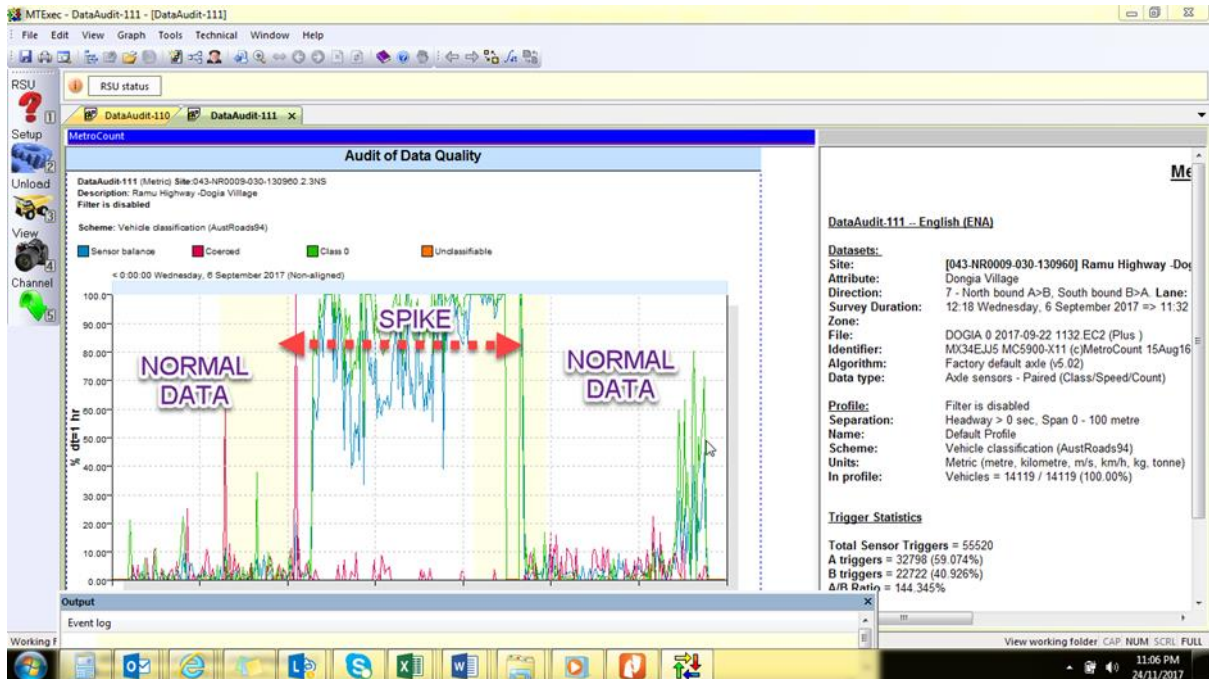 MTExec - DataAudit-111 - [DataAudit-111]
File Edit View Graph Tools Technical Window Help
RSU
RSU status
1
DataAudit-110 DataAudit-111 x
Setup
MetroCount
2
Audit of Data Quality
Me
Unload
DataAudit-111 (Metric) Site:043-NR0009-030-130960.2.3NS
Description: Ramu Highway -Dogia Village
Filter is disabled
3
Scheme: Vehicle classification (AustRoads94)
View
Sensor balance Coerced Class 0 Unclassifiable
4
Channel
5
< 0:00:00 Wednesday, 6 September 2017 (Non-aligned)
100.0
90.00
80.00
70.00
60.00
50.00
40.00
30.00
20.00
10.00
0.00
% dt=1 hr
SPIKE
NORMAL
DATA
NORMAL
DATA
DataAudit-111 -- English (ENA)
Datasets:
Site: [043-NR0009-030-130960] Ramu Highway -Dog
Attribute: Dongia Village
Direction: 7 - North bound A>B, South bound B>A. Lane:
Survey Duration: 12:18 Wednesday, 6 September 2017 => 11:32
Zone:
File: DOGIA 0 2017-09-22 1132.EC2 (Plus )
Identifier: MX34EJJ5 MC5900-X11 (c)MetroCount 15Aug16
Algorithm: Factory default axle (v5.02)
Data type: Axle sensors - Paired (Class/Speed/Count)
Profile: Filter is disabled
Separation: Headway > 0 sec, Span 0 - 100 metre
Name: Default Profile
Scheme: Vehicle classification (AustRoads94)
Units: Metric (metre, kilometre, m/s, km/h, kg, tonne)
In profile: Vehicles = 14119 / 14119 (100.00%)
Trigger Statistics
Total Sensor Triggers = 55520
A triggers = 32798 (59.074%)
B triggers = 22722 (40.926%)
A/B Ratio = 144.345%
Output x
Event log
Working F
View working folder CAP NUM SCRL FULL
11:06 PM
24/11/2017